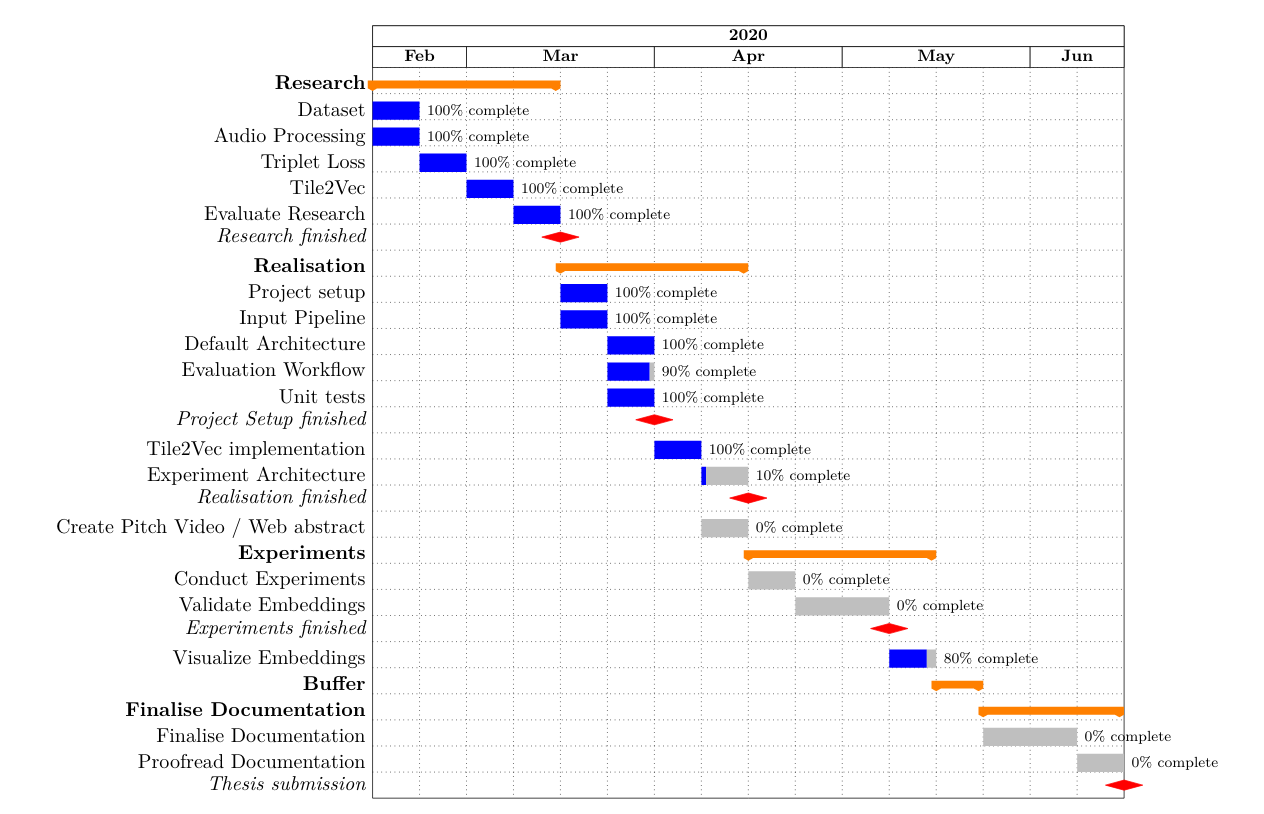 2020
Feb Mar Apr May Jun
Research
Dataset 100% complete
Audio Processing 100% complete
Triplet Loss 100% complete
Tile2Vec 100% complete
Evaluate Research 100% complete
Research finished
Realisation
Project setup 100% complete
Input Pipeline 100% complete
Default Architecture 100% complete
Evaluation Workflow 90% complete
Unit tests 100% complete
Project Setup finished
Tile2Vec implementation 100% complete
Experiment Architecture 10% complete
Realisation finished
Create Pitch Video / Web abstract 0% complete
Experiments
Conduct Experiments 0% complete
Validate Embeddings 0% complete
Experiments finished
Visualize Embeddings 80% complete
Buffer
Finalise Documentation
Finalise Documentation 0% complete
Proofread Documentation 0% complete
Thesis submission